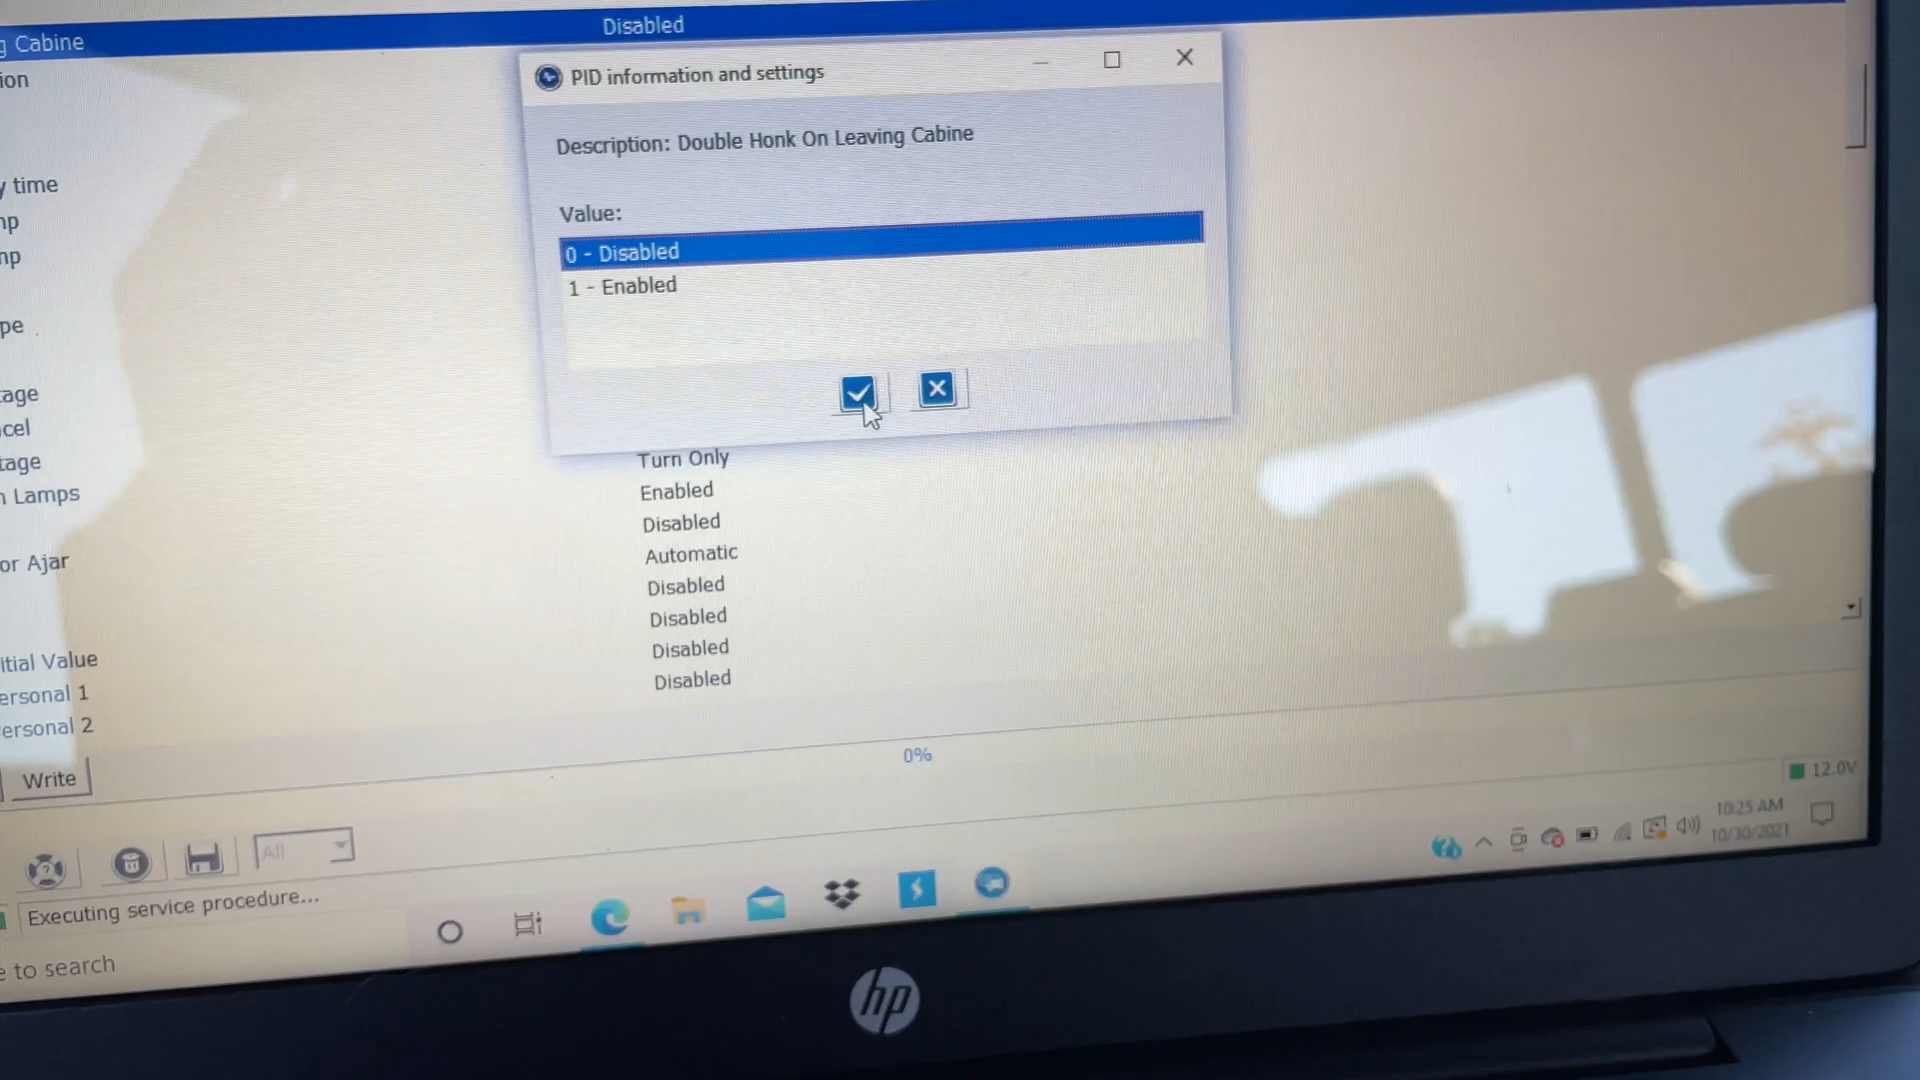 g Cabine
Disabled
ion
PID information and settings
Description: Double Honk On Leaving Cabine
Value:
0 - Disabled
1 - Enabled
y time
mp
mp
pe
tage
cel
tage
n Lamps
or Ajar
itial Value
ersonal 1
ersonal 2
Turn Only
Enabled
Disabled
Automatic
Disabled
Disabled
Disabled
Disabled
0%
Write
12.0V
All
Executing service procedure...
10:25 AM
10/30/2021
e to search
hp